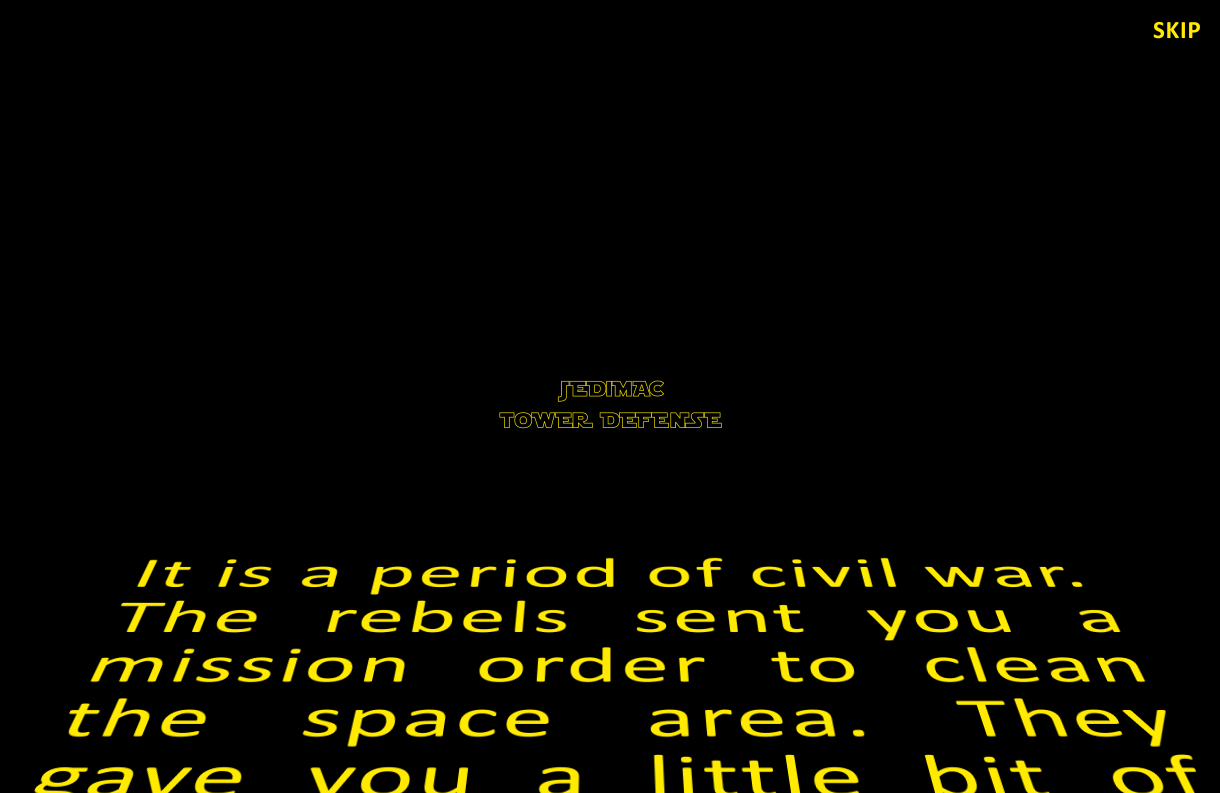 SKIP
JEDIMAC
TOWER DEFENSE
It is a period of civil war.
The rebels sent you a
mission order to clean
the space area. They
gave you a little bit of